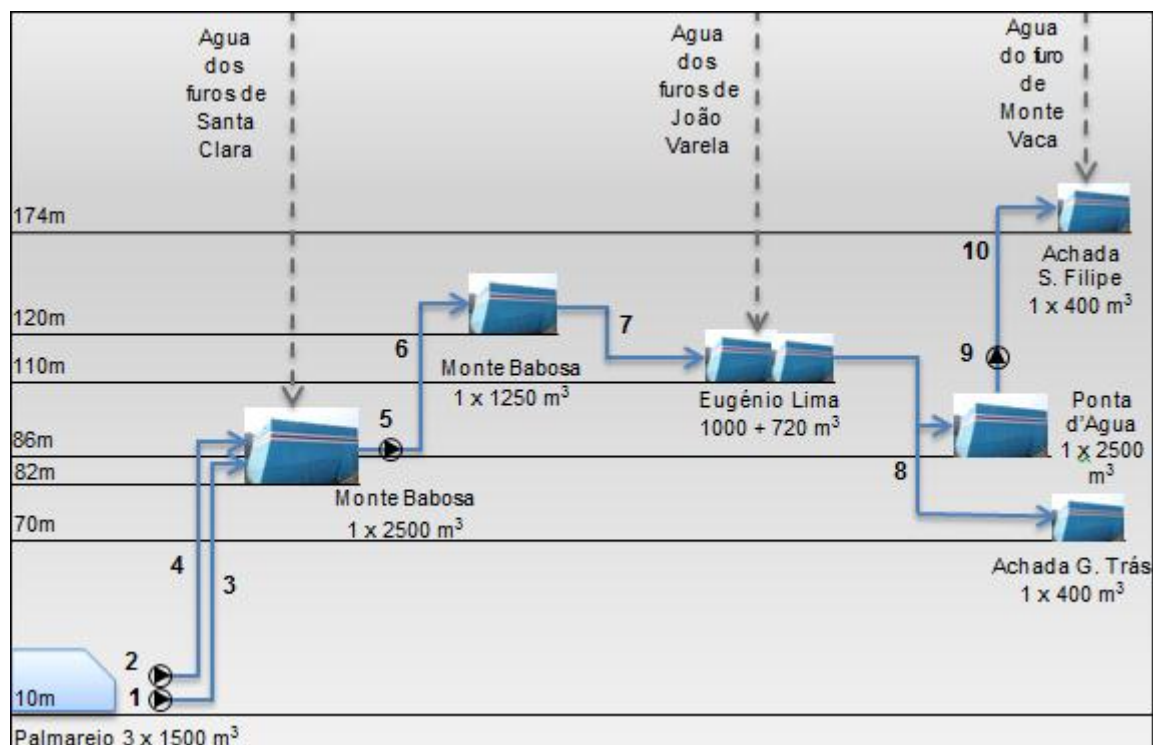 Agua
dos
furos de
Santa
Clara
Agua
dos
furos de
João
Varela
Agua
do furo
de
Monte
Vaca
174m
10
Achada
S. Filipe
1 x 400 m³
120m
6
7
Monte Babosa
1 x 1250 m³
110m
9
Eugénio Lima
1000 + 720 m³
Ponta
d'Agua
1 x 2500
m³
5
86m
82m
8
Monte Babosa
1 x 2500 m³
70m
4
3
Achada G. Trás
1 x 400 m³
2
1
10m
Palmarejo 3 x 1500 m³